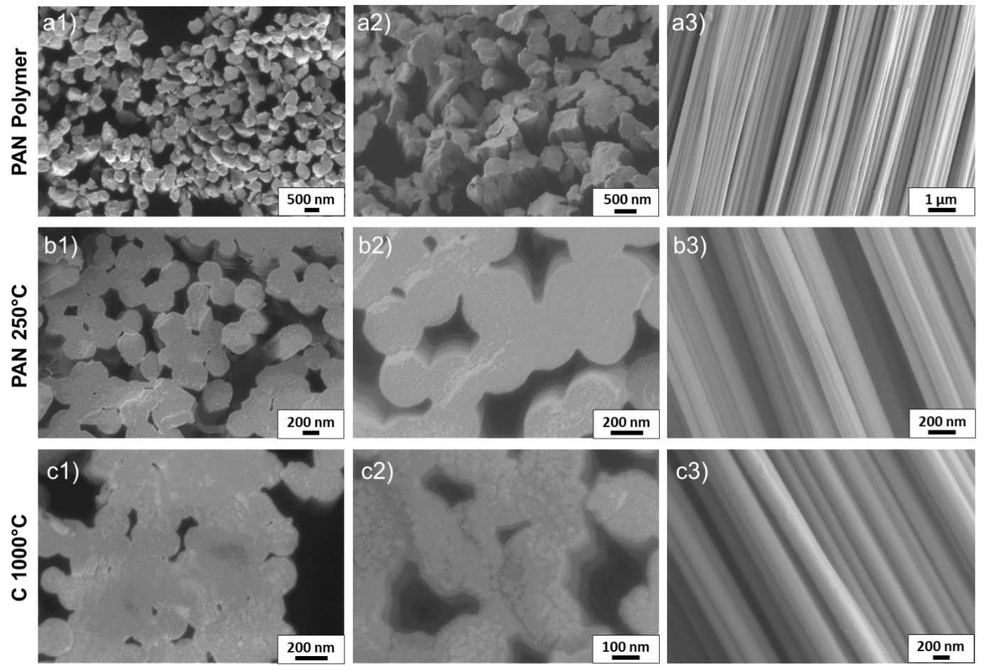 PAN Polymer
a1)
500 nm
a2)
500 nm
a3)
1 µm
PAN 250°C
b1)
200 nm
b2)
200 nm
b3)
200 nm
C 1000°C
c1)
200 nm
c2)
100 nm
c3)
200 nm